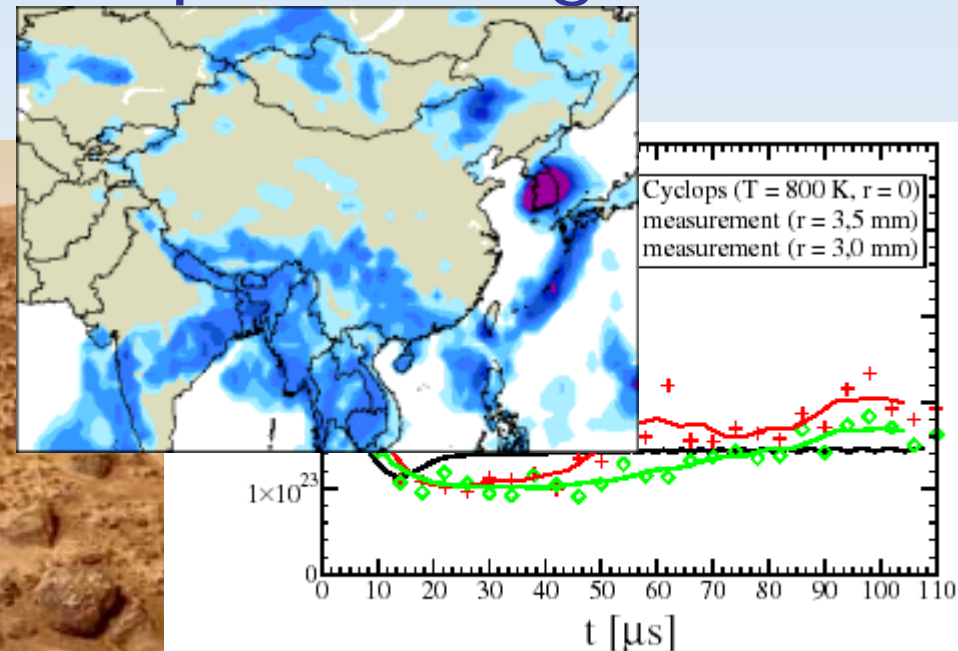 Cyclops (T = 800 K, r = 0)
measurement (r = 3,5 mm)
measurement (r = 3,0 mm)
1×10²³
0
0 10 20 30 40 50 60 70 80 90 100 110
t [μs]